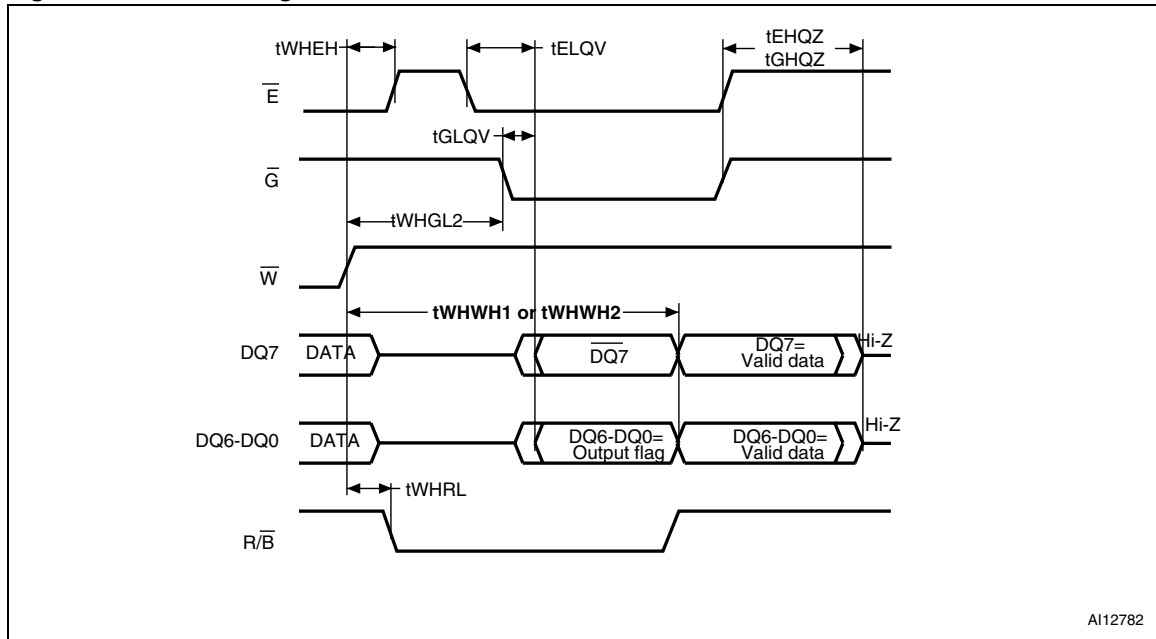 tWHEH
tELQV
tEHQZ
tGHQZ
E̅
tGLQV
G̅
tWHGL2
W̅
tWHWH1 or tWHWH2
DQ7
DATA
D̅Q̅7̅
DQ7=
Valid data
Hi-Z
DQ6-DQ0
DATA
DQ6-DQ0=
Output flag
DQ6-DQ0=
Valid data
Hi-Z
tWHRL
R/B̅
AI12782